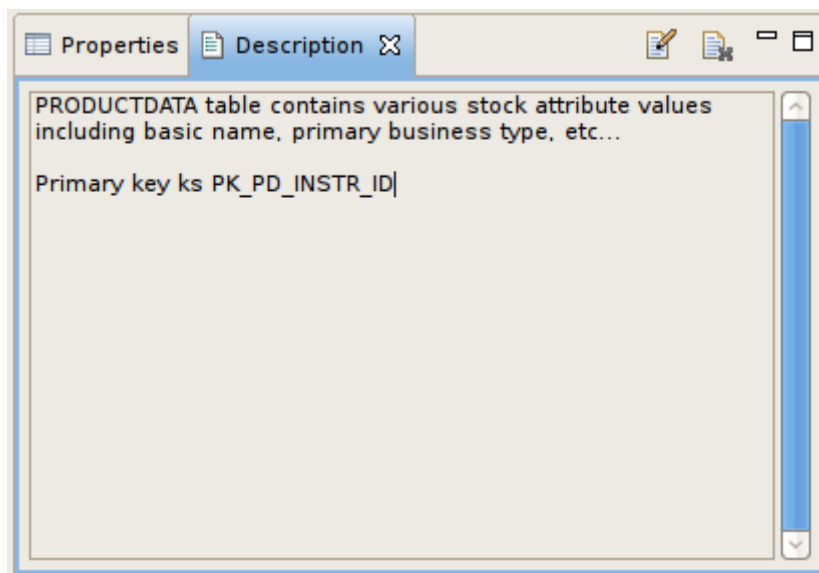 Properties
Description
PRODUCTDATA table contains various stock attribute values
including basic name, primary business type, etc...
Primary key ks PK_PD_INSTR_ID